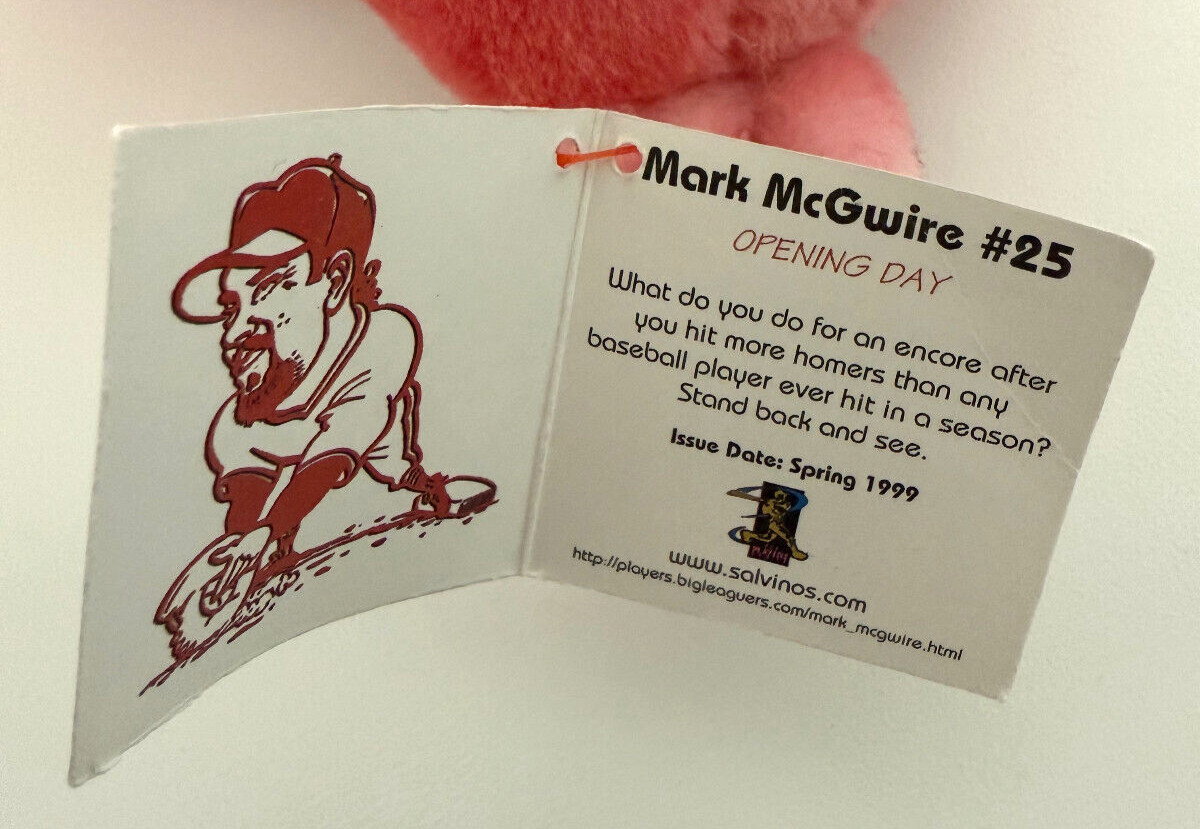 Mark McGwire #25
OPENING DAY
What do you do for an encore after
you hit more homers than any
baseball player ever hit in a season?
Stand back and see.
Issue Date: Spring 1999
www.salvinos.com
http://players.bigleaguers.com/mark_mcgwire.html